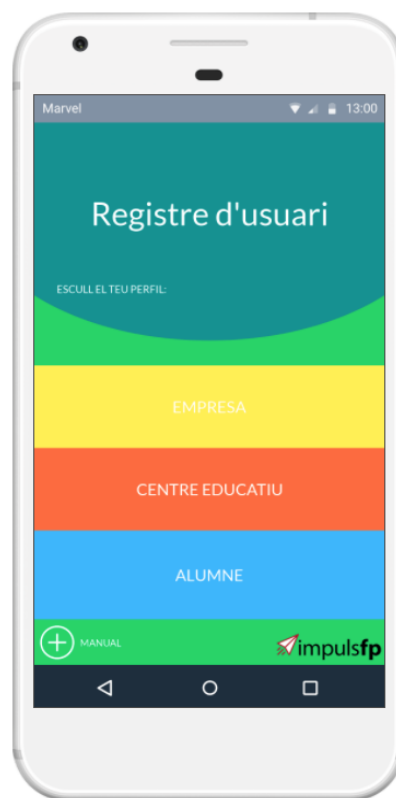 Marvel 13:00
Registre d'usuari
ESCULL EL TEU PERFIL:
EMPRESA
CENTRE EDUCATIU
ALUMNE
MANUAL
impulsfp